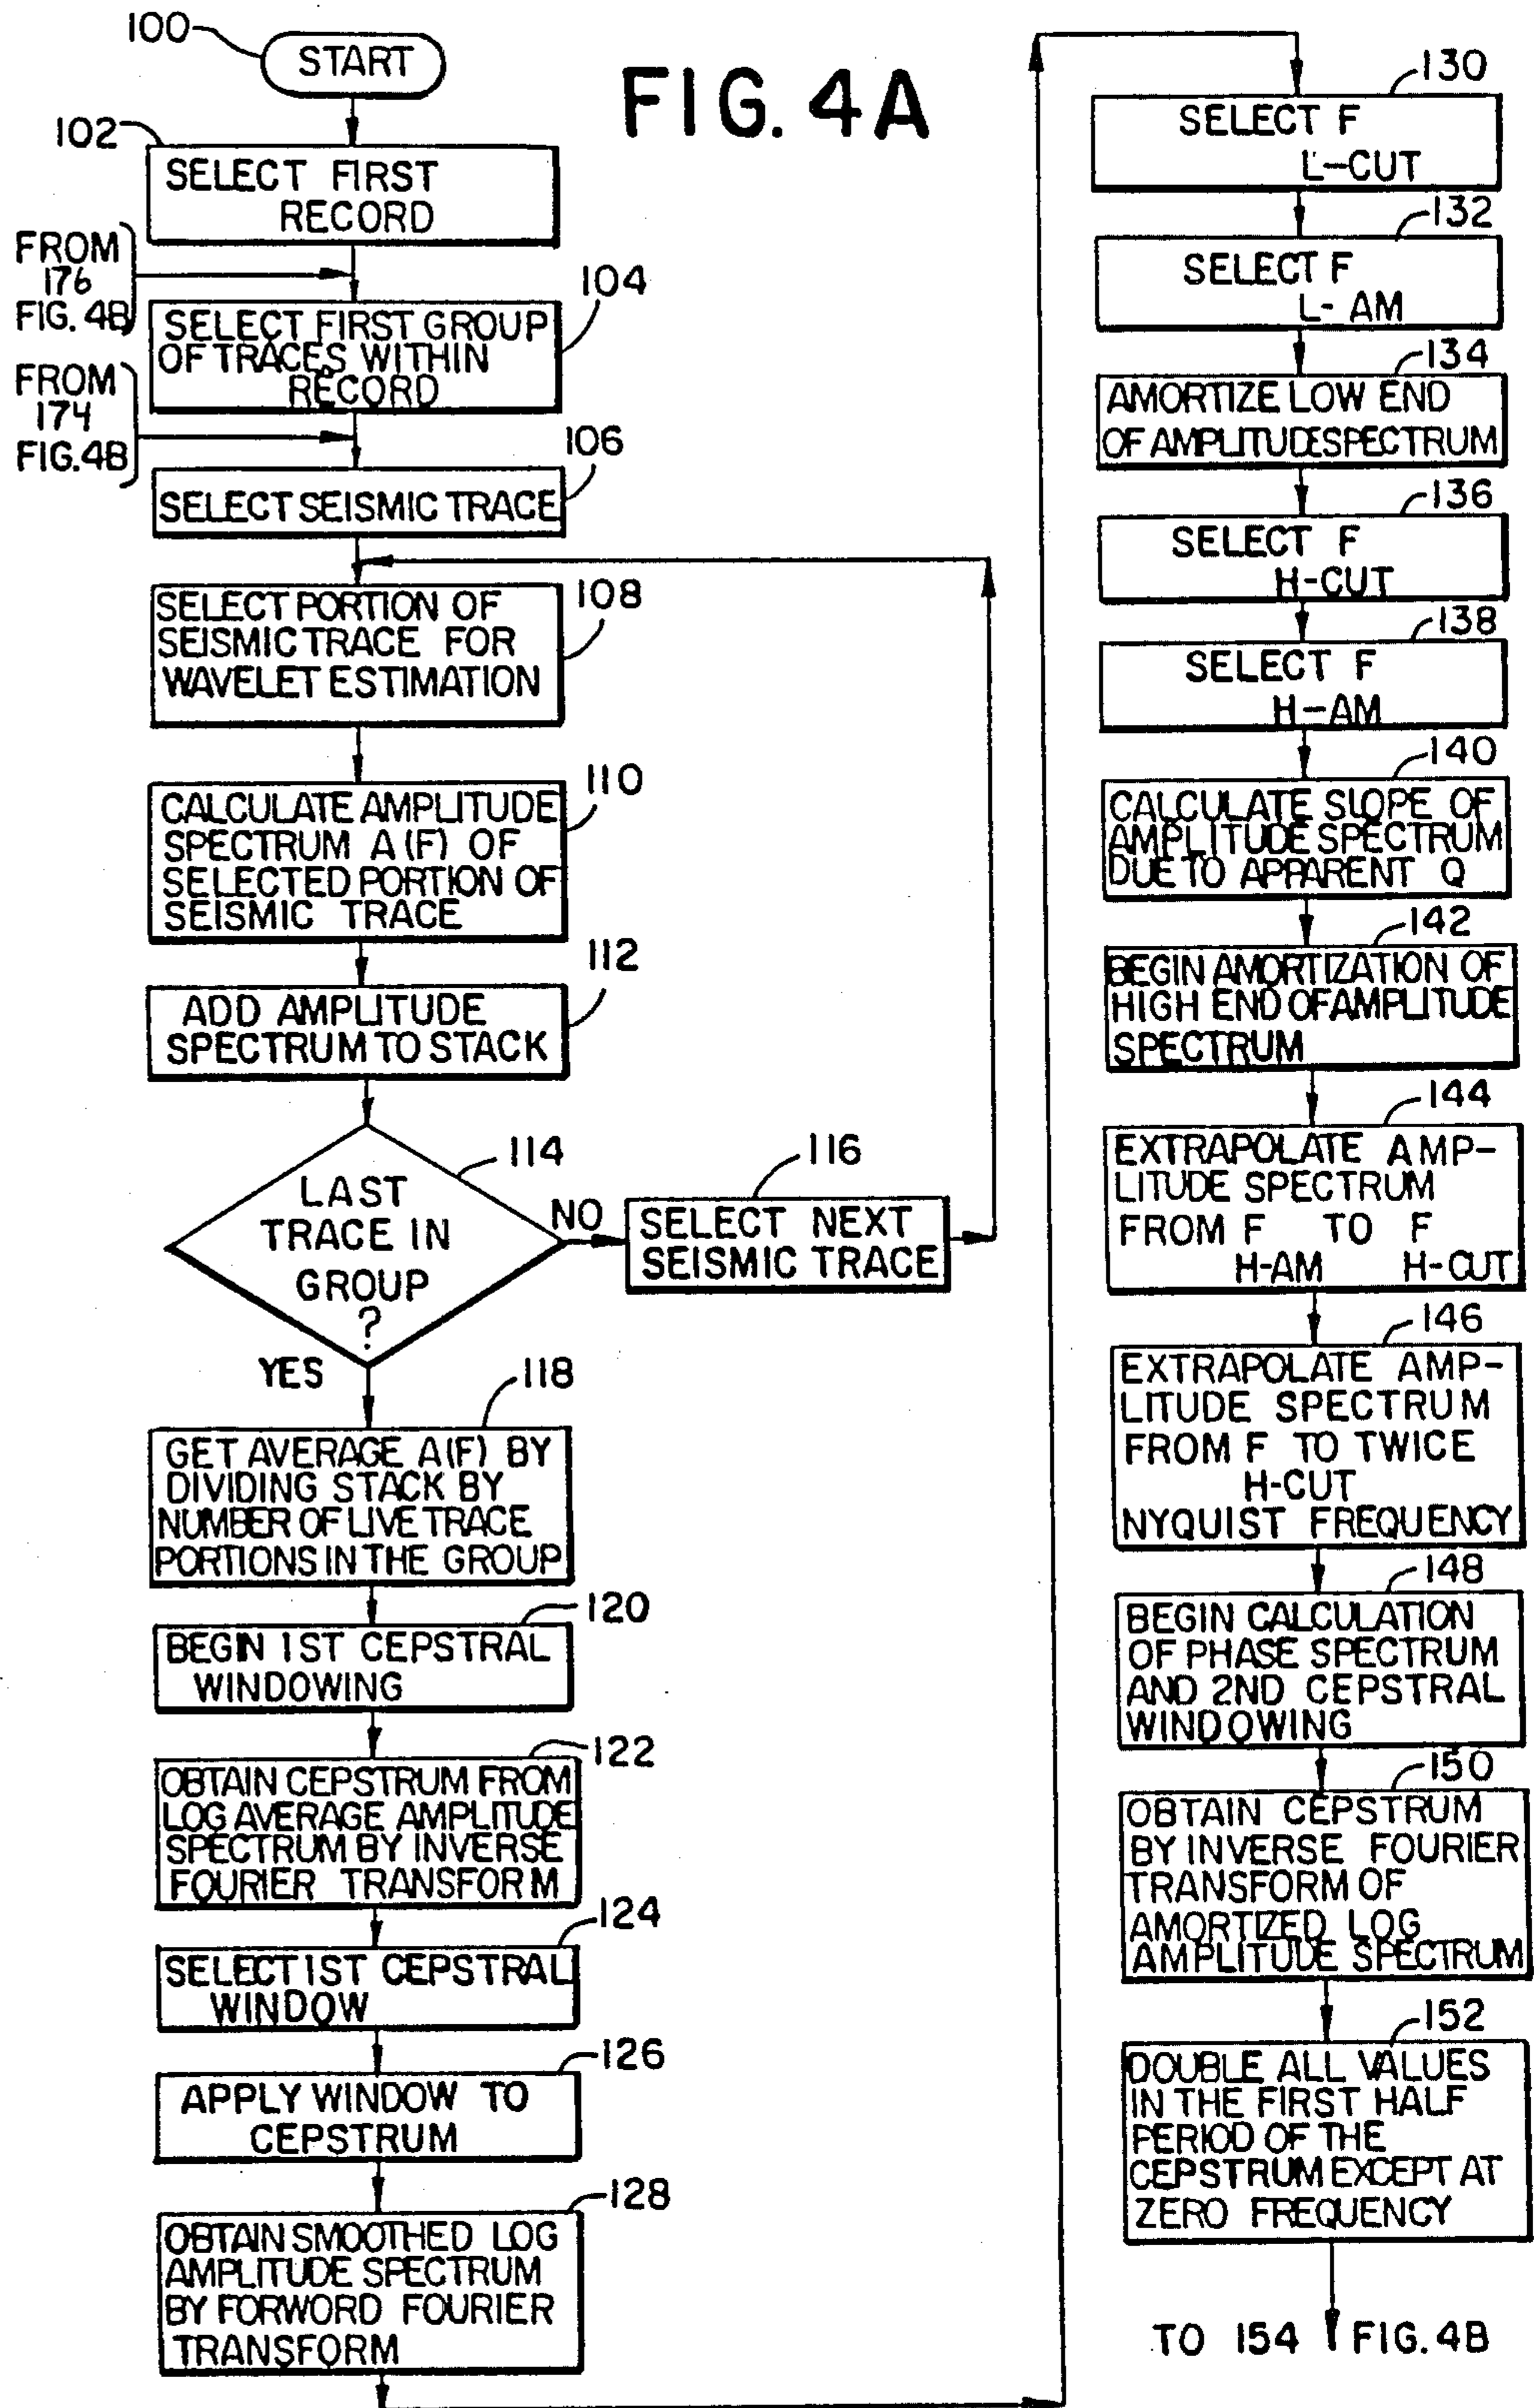 FIG. 4A
100
START
102
SELECT FIRST
RECORD
FROM
176
FIG. 4B
104
SELECT FIRST GROUP
OF TRACES WITHIN
RECORD
FROM
174
FIG. 4B
106
SELECT SEISMIC TRACE
108
SELECT PORTION OF
SEISMIC TRACE FOR
WAVELET ESTIMATION
110
CALCULATE AMPLITUDE
SPECTRUM A (F) OF
SELECTED PORTION OF
SEISMIC TRACE
112
ADD AMPLITUDE
SPECTRUM TO STACK
114
LAST
TRACE IN
GROUP
?
NO
116
SELECT NEXT
SEISMIC TRACE
YES
118
GET AVERAGE A(F) BY
DIVIDING STACK BY
NUMBER OF LIVE TRACE
PORTIONS IN THE GROUP
120
BEGIN 1ST CEPSTRAL
WINDOWING
122
OBTAIN CEPSTRUM FROM
LOG AVERAGE AMPLITUDE
SPECTRUM BY INVERSE
FOURIER TRANSFORM
124
SELECT 1ST CEPSTRAL
WINDOW
126
APPLY WINDOW TO
CEPSTRUM
128
OBTAIN SMOOTHED LOG
AMPLITUDE SPECTRUM
BY FORWORD FOURIER
TRANSFORM
130
SELECT F
L-CUT
132
SELECT F
L-AM
134
AMORTIZE LOW END
OF AMPLITUDE SPECTRUM
136
SELECT F
H-CUT
138
SELECT F
H-AM
140
CALCULATE SLOPE OF
AMPLITUDE SPECTRUM
DUE TO APPARENT Q
142
BEGIN AMORTIZATION OF
HIGH END OF AMPLITUDE
SPECTRUM
144
EXTRAPOLATE AMP-
LITUDE SPECTRUM
FROM F TO F
H-AM H-CUT
146
EXTRAPOLATE AMP-
LITUDE SPECTRUM
FROM F TO TWICE
H-CUT
NYQUIST FREQUENCY
148
BEGIN CALCULATION
OF PHASE SPECTRUM
AND 2ND CEPSTRAL
WINDOWING
150
OBTAIN CEPSTRUM
BY INVERSE FOURIER
TRANSFORM OF
AMORTIZED LOG
AMPLITUDE SPECTRUM
152
DOUBLE ALL VALUES
IN THE FIRST HALF
PERIOD OF THE
CEPSTRUM EXCEPT AT
ZERO FREQUENCY
TO 154 FIG. 4B